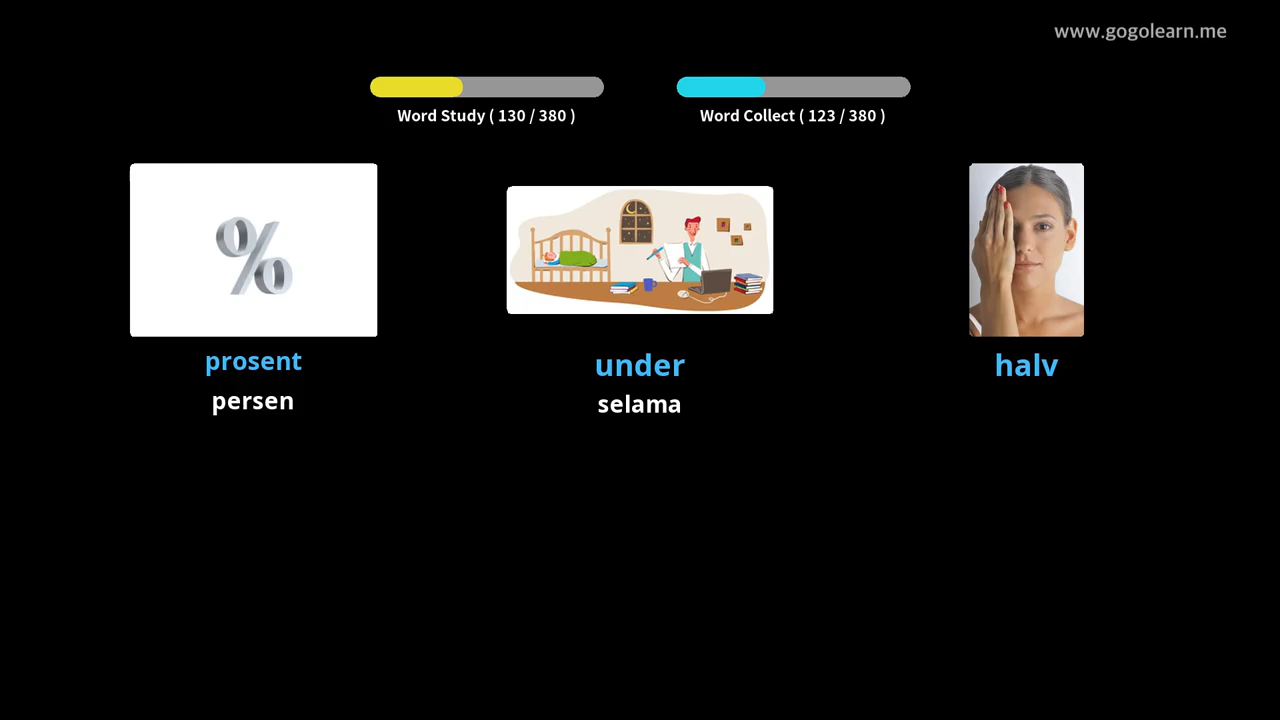 www.gogolearn.me
Word Study ( 130 / 380 )
Word Collect ( 123 / 380 )
prosent
persen
under
selama
halv